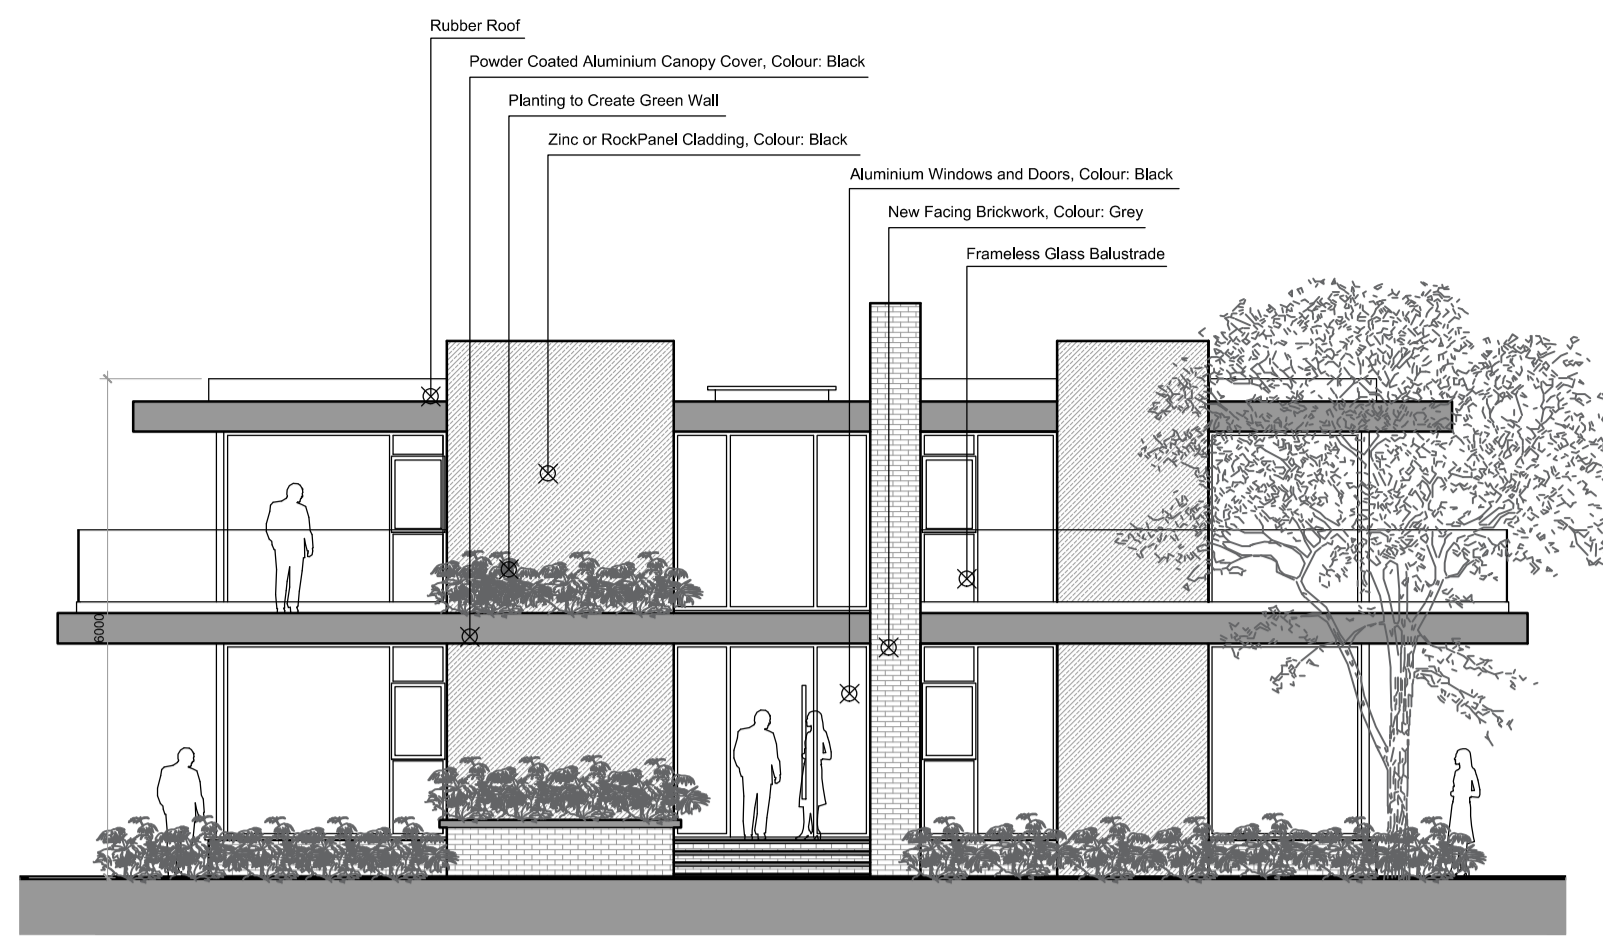 Rubber Roof
Powder Coated Aluminium Canopy Cover, Colour: Black
Planting to Create Green Wall
Zinc or RockPanel Cladding, Colour: Black
Aluminium Windows and Doors, Colour: Black
New Facing Brickwork, Colour: Grey
Frameless Glass Balustrade
6000